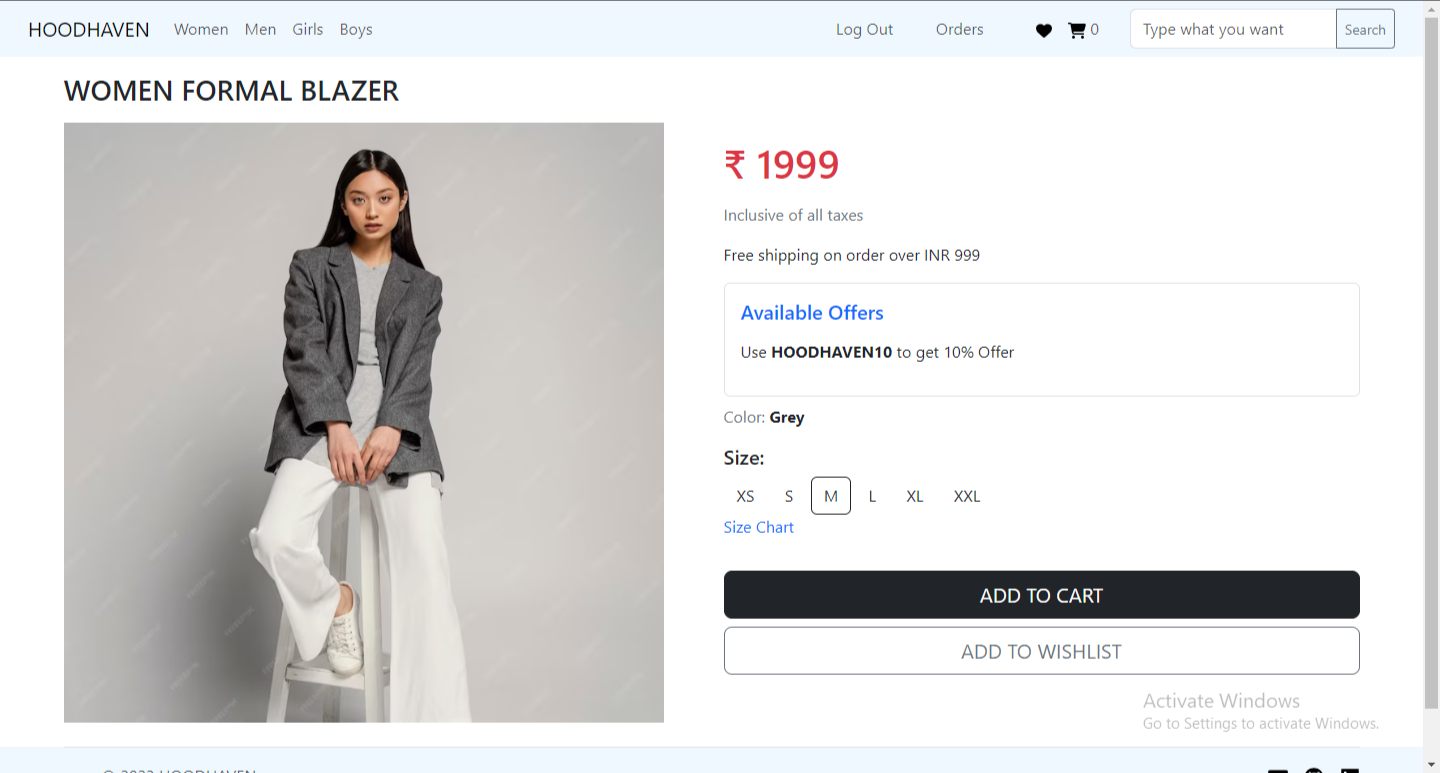 HOODHAVEN Women Men Girls Boys Log Out Orders 0 Type what you want Search
WOMEN FORMAL BLAZER
₹ 1999
Inclusive of all taxes
Free shipping on order over INR 999
Available Offers
Use HOODHAVEN10 to get 10% Offer
Color: Grey
Size:
XS S M L XL XXL
Size Chart
ADD TO CART
ADD TO WISHLIST
Activate Windows
Go to Settings to activate Windows.
HOODHAVEN